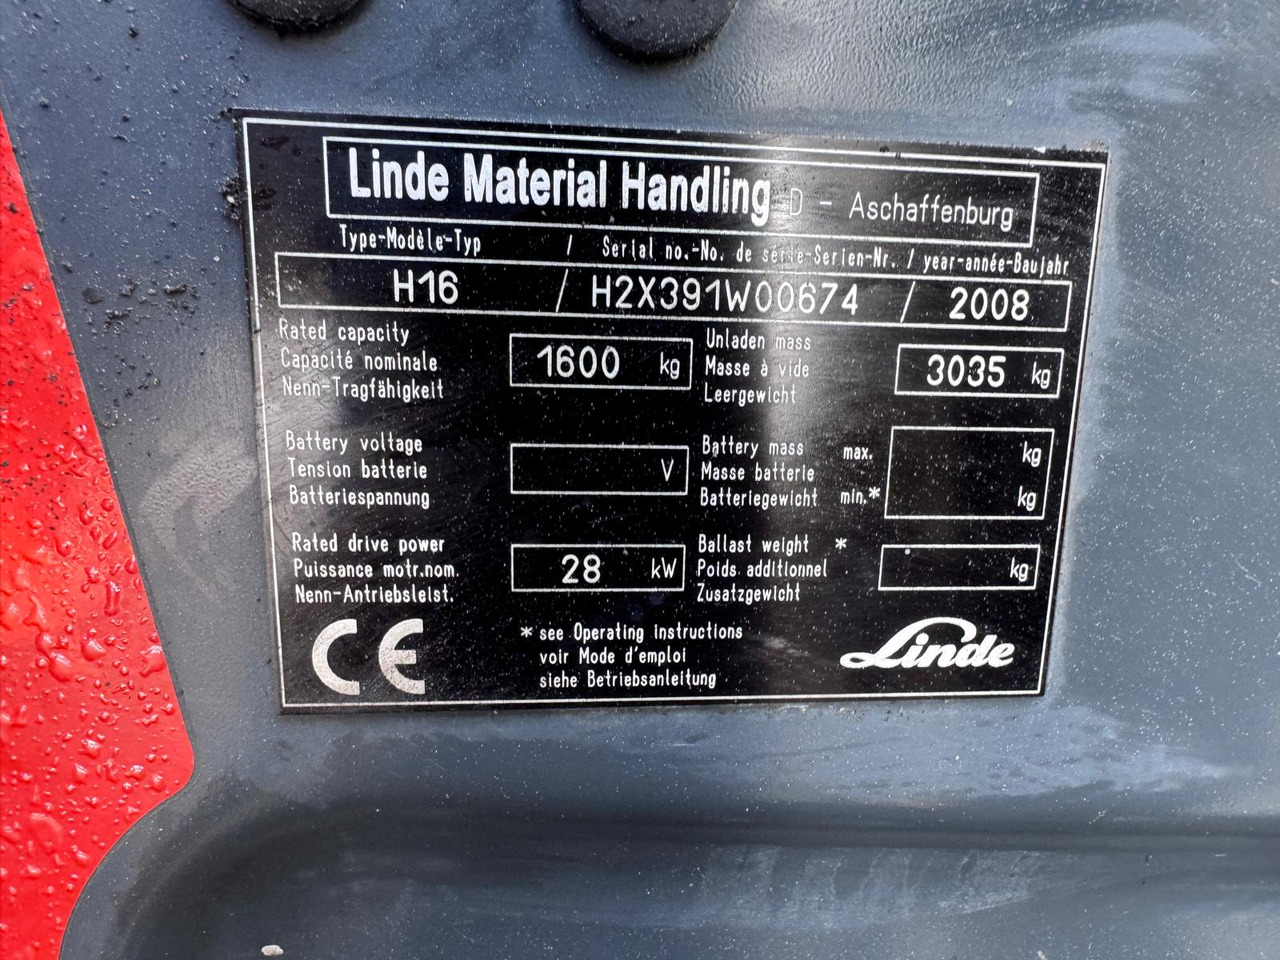 Linde Material Handling D - Aschaffenburg
Type-Modèle-Typ / Serial no.-No. de série-Serien-Nr. / year-année-Baujahr
H16 / H2X391W00674 / 2008
Rated capacity
Capacité nominale
Nenn-Tragfähigkeit
1600 kg
Unladen mass
Masse à vide
Leergewicht
3035 kg
Battery voltage
Tension batterie
Batteriespannung
V
Battery mass max.
Masse batterie
Batteriegewicht min.*
kg
kg
Rated drive power
Puissance motr.nom.
Nenn-Antriebsleist.
28 kW
Ballast weight *
Poids additionnel
Zusatzgewicht
kg
CE
* see Operating Instructions
voir Mode d'emploi
siehe Betriebsanleitung
Linde